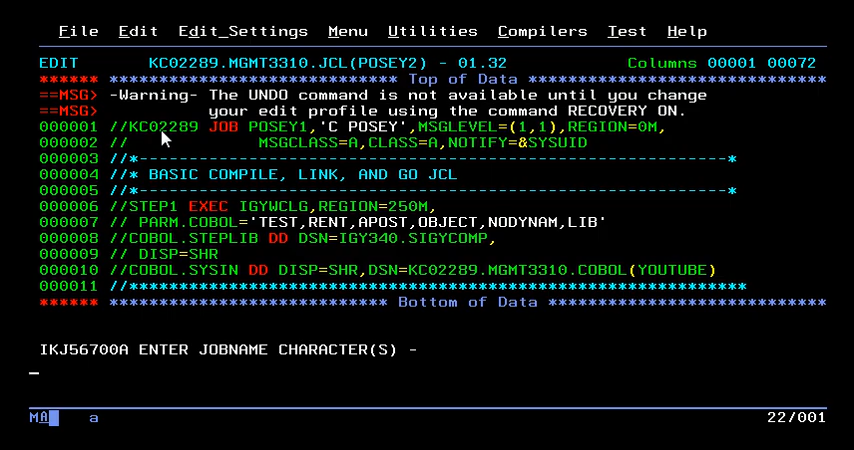 File Edit Edit_Settings Menu Utilities Compilers Test Help
EDIT KC02289.MGMT3310.JCL(POSEY2) - 01.32 Columns 00001 00072
****** ***************************** Top of Data ******************************
==MSG> -Warning- The UNDO command is not available until you change
==MSG> your edit profile using the command RECOVERY ON.
000001 //KC02289 JOB POSEY1,'C POSEY',MSGLEVEL=(1,1),REGION=0M,
000002 // MSGCLASS=A,CLASS=A,NOTIFY=&SYSUID
000003 //*-----------------------------------------------------------*
000004 //* BASIC COMPILE, LINK, AND GO JCL
000005 //*-----------------------------------------------------------*
000006 //STEP1 EXEC IGYWCLG,REGION=250M,
000007 // PARM.COBOL='TEST,RENT,APOST,OBJECT,NODYNAM,LIB'
000008 //COBOL.STEPLIB DD DSN=IGY340.SIGYCOMP,
000009 // DISP=SHR
000010 //COBOL.SYSIN DD DISP=SHR,DSN=KC02289.MGMT3310.COBOL(YOUTUBE)
000011 //**************************************************************
****** **************************** Bottom of Data ****************************
IKJ56700A ENTER JOBNAME CHARACTER(S) -
MA a 22/001